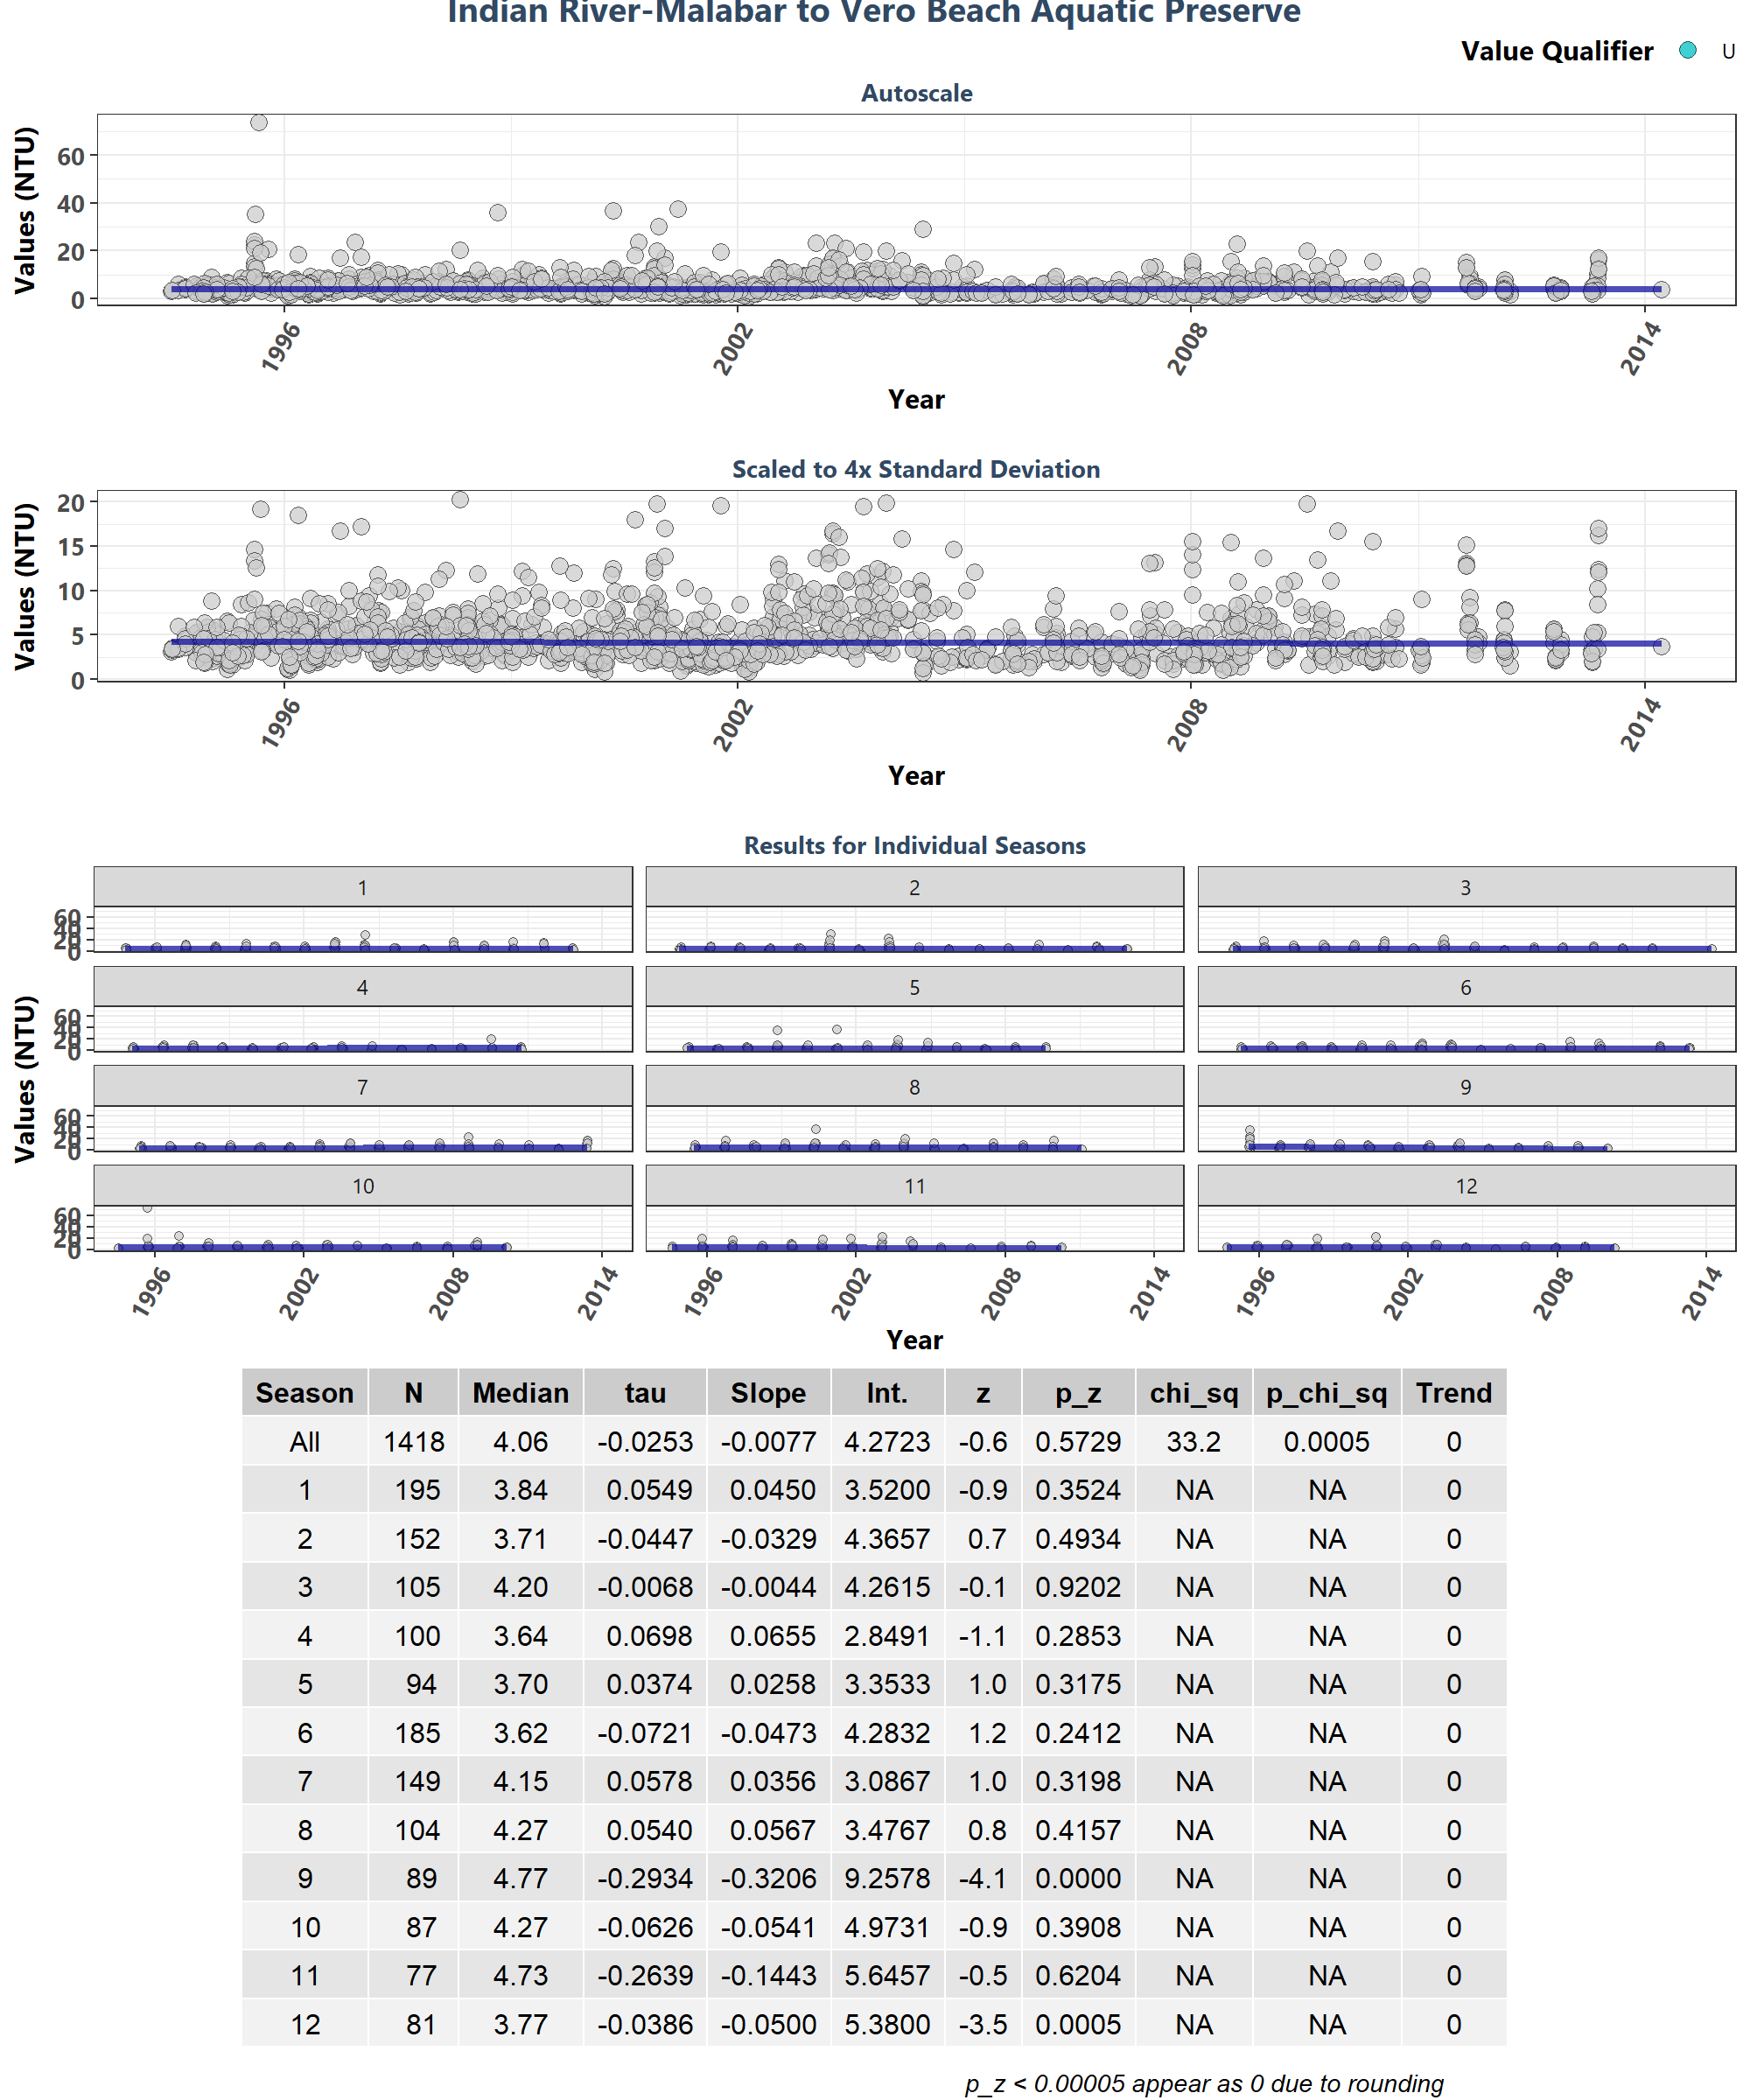 Indian River-Malabar to Vero Beach Aquatic Preserve
Value Qualifier U
Autoscale
Values (NTU)
60
40
20
0
1996 2002 2008 2014
Year
Scaled to 4x Standard Deviation
Values (NTU)
20
15
10
5
0
1996 2002 2008 2014
Year
Results for Individual Seasons
Values (NTU)
1 2 3
60
40
20
0
4 5 6
60
40
20
0
7 8 9
60
40
20
0
10 11 12
60
40
20
0
1996 2002 2008 2014 1996 2002 2008 2014 1996 2002 2008 2014
Year
Season N Median tau Slope Int. z p_z chi_sq p_chi_sq Trend
All 1418 4.06 -0.0253 -0.0077 4.2723 -0.6 0.5729 33.2 0.0005 0
1 195 3.84 0.0549 0.0450 3.5200 -0.9 0.3524 NA NA 0
2 152 3.71 -0.0447 -0.0329 4.3657 0.7 0.4934 NA NA 0
3 105 4.20 -0.0068 -0.0044 4.2615 -0.1 0.9202 NA NA 0
4 100 3.64 0.0698 0.0655 2.8491 -1.1 0.2853 NA NA 0
5 94 3.70 0.0374 0.0258 3.3533 1.0 0.3175 NA NA 0
6 185 3.62 -0.0721 -0.0473 4.2832 1.2 0.2412 NA NA 0
7 149 4.15 0.0578 0.0356 3.0867 1.0 0.3198 NA NA 0
8 104 4.27 0.0540 0.0567 3.4767 0.8 0.4157 NA NA 0
9 89 4.77 -0.2934 -0.3206 9.2578 -4.1 0.0000 NA NA 0
10 87 4.27 -0.0626 -0.0541 4.9731 -0.9 0.3908 NA NA 0
11 77 4.73 -0.2639 -0.1443 5.6457 -0.5 0.6204 NA NA 0
12 81 3.77 -0.0386 -0.0500 5.3800 -3.5 0.0005 NA NA 0
p_z < 0.00005 appear as 0 due to rounding